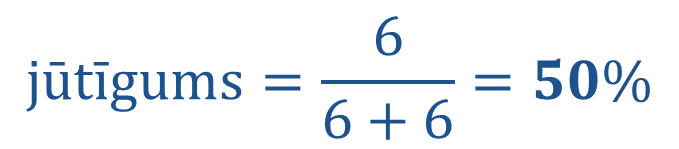 jūtīgums = 6 / (6 + 6) = 50%